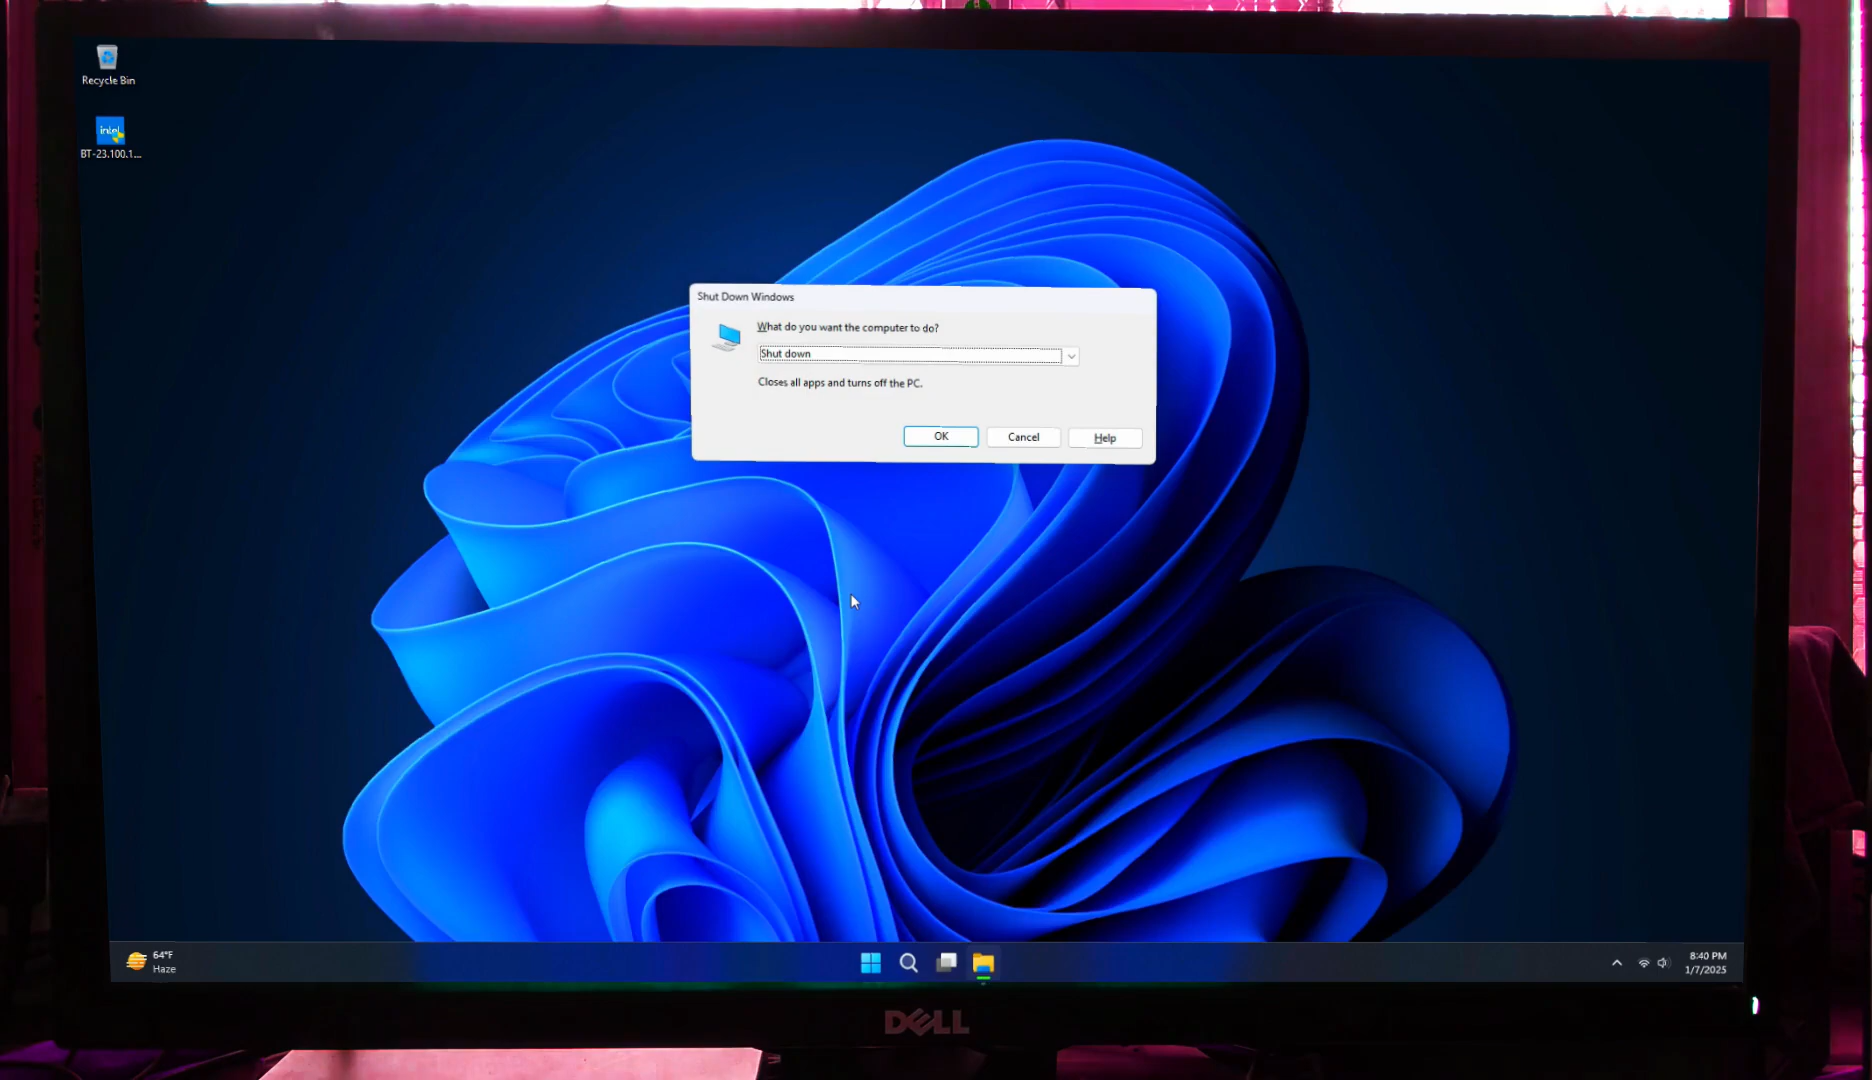 Recycle Bin
intel
BT-23.100.1....
Shut Down Windows
What do you want the computer to do?
Shut down
Closes all apps and turns off the PC.
OK
Cancel
Help
64°F
Haze
8:40 PM
1/7/2025
DELL